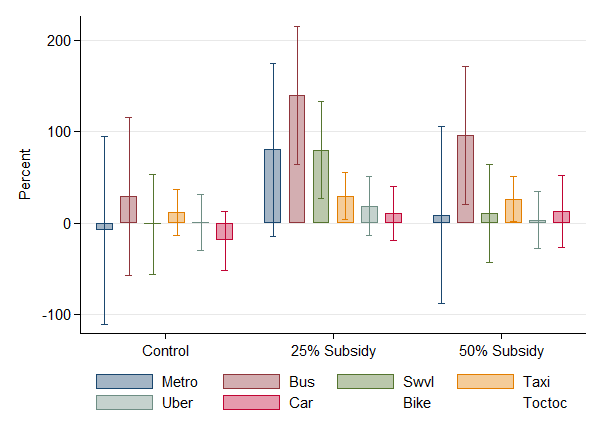 200
100
0
-100
Percent
Control 25% Subsidy 50% Subsidy
Metro Bus Swvl Taxi
Uber Car Bike Toctoc